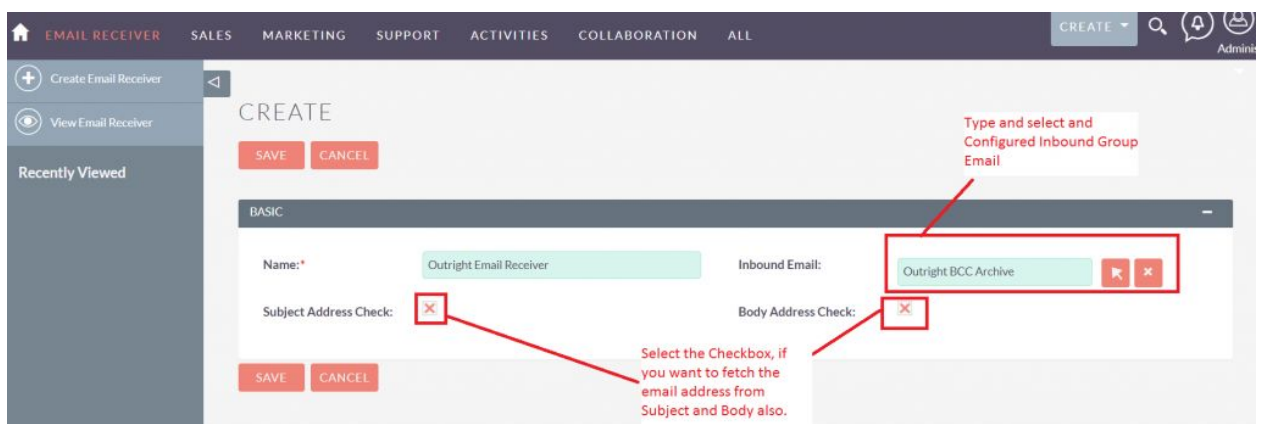 EMAIL RECEIVER SALES MARKETING SUPPORT ACTIVITIES COLLABORATION ALL CREATE
Adminis
Create Email Receiver
View Email Receiver
Recently Viewed
CREATE
SAVE CANCEL
Type and select and
Configured Inbound Group
Email
BASIC
Name:* Outright Email Receiver Inbound Email: Outright BCC Archive
Subject Address Check: Body Address Check:
Select the Checkbox, if
you want to fetch the
email address from
Subject and Body also.
SAVE CANCEL